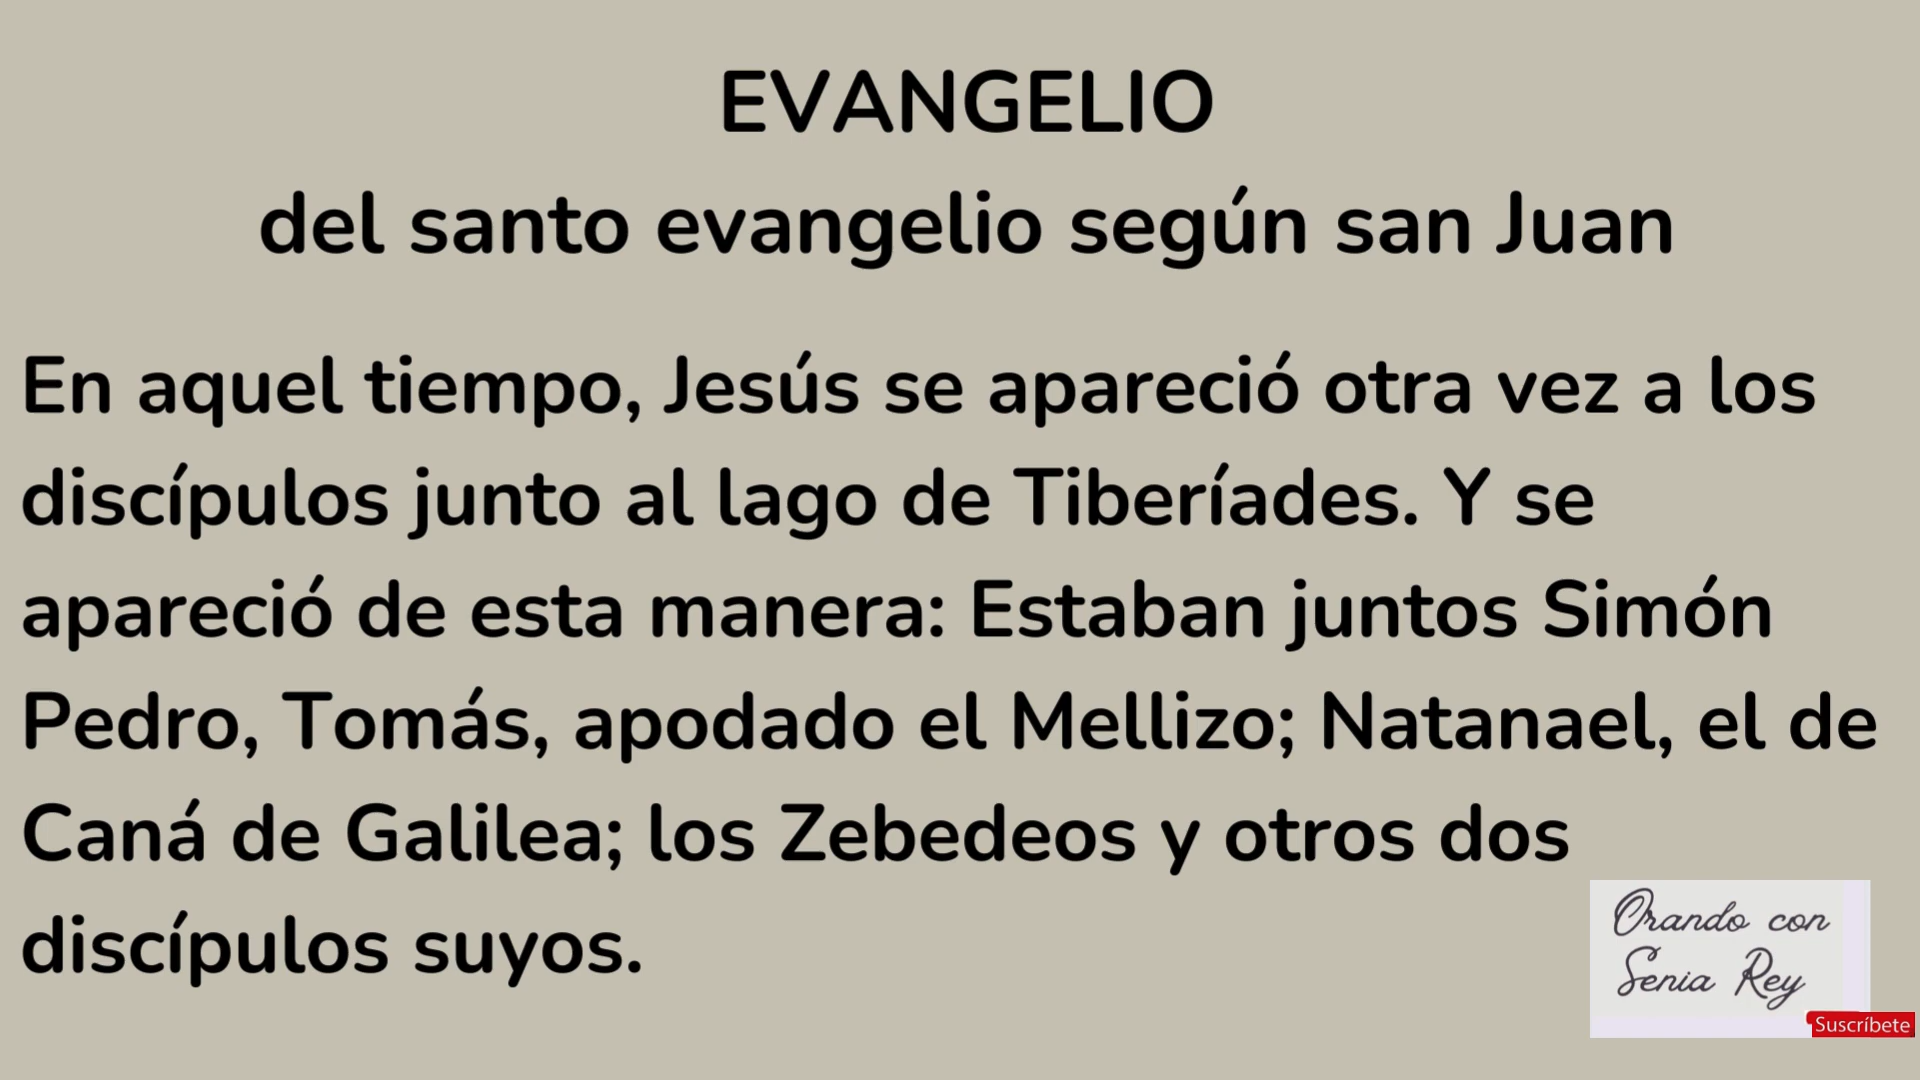 EVANGELIO
del santo evangelio según san Juan
En aquel tiempo, Jesús se apareció otra vez a los
discípulos junto al lago de Tiberíades. Y se
apareció de esta manera: Estaban juntos Simón
Pedro, Tomás, apodado el Mellizo; Natanael, el de
Caná de Galilea; los Zebedeos y otros dos
discípulos suyos.
Orando con
Senia Rey
Suscríbete